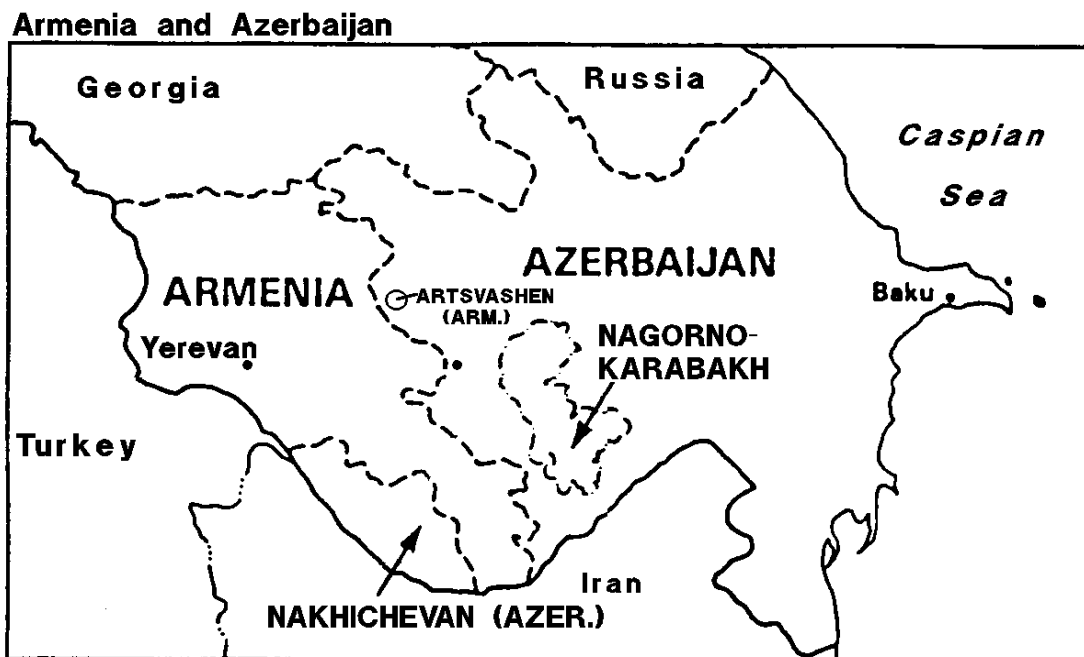 Armenia and Azerbaijan
Georgia
Russia
Caspian
Sea
AZERBAIJAN
ARMENIA
ARTSVASHEN
(ARM.)
Baku
NAGORNO-
KARABAKH
Yerevan
Turkey
Iran
NAKHICHEVAN (AZER.)